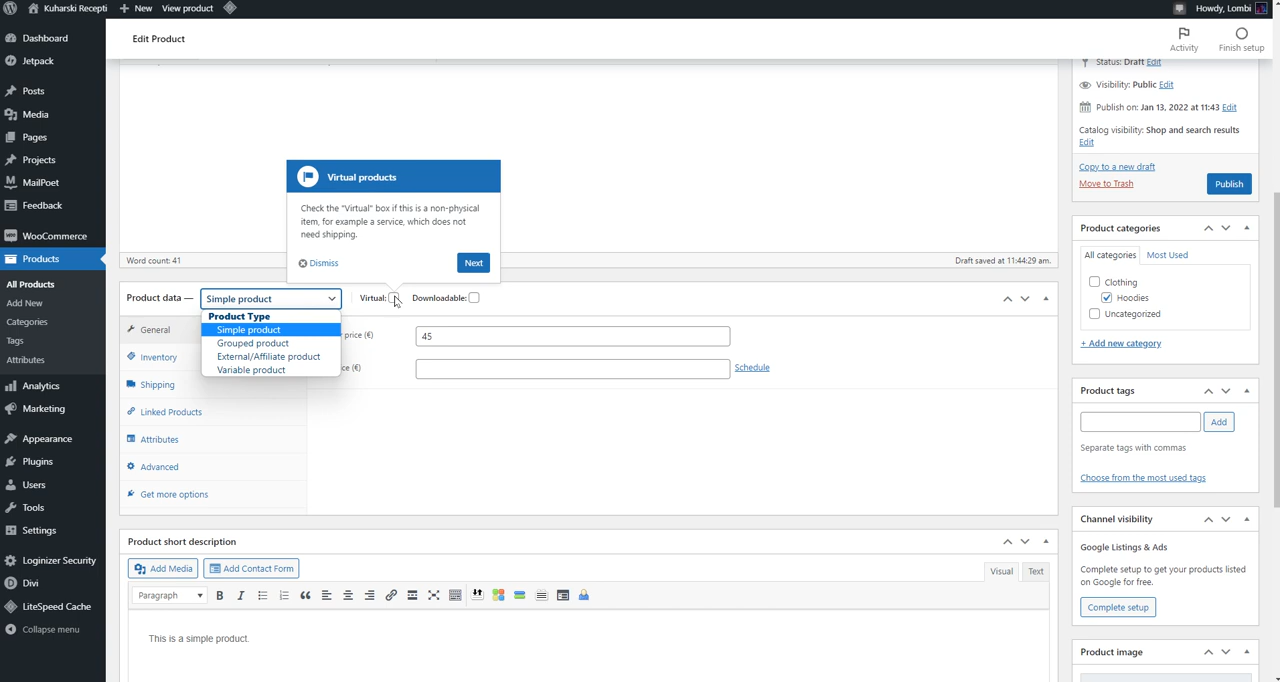 Kuharski Recepti
New
View product
Howdy, Lombi
Dashboard
Jetpack
Posts
Media
Pages
Projects
MailPoet
Feedback
WooCommerce
Products
All Products
Add New
Categories
Tags
Attributes
Analytics
Marketing
Appearance
Plugins
Users
Tools
Settings
Loginizer Security
Divi
LiteSpeed Cache
Collapse menu
Edit Product
Activity
Finish setup
Virtual products
Check the "Virtual" box if this is a non-physical
item, for example a service, which does not
need shipping.
Dismiss
Next
Word count: 41
Draft saved at 11:44:29 am.
Product data —
Simple product
Virtual:
Downloadable:
Product Type
Simple product
Grouped product
External/Affiliate product
Variable product
General
Inventory
Shipping
Linked Products
Attributes
Advanced
Get more options
price (€)
45
(€)
Schedule
Product short description
Add Media
Add Contact Form
Visual
Text
Paragraph
B
I
This is a simple product.
Status: Draft Edit
Visibility: Public Edit
Publish on: Jan 13, 2022 at 11:43 Edit
Catalog visibility: Shop and search results
Edit
Copy to a new draft
Move to Trash
Publish
Product categories
All categories
Most Used
Clothing
Hoodies
Uncategorized
+ Add new category
Product tags
Add
Separate tags with commas
Choose from the most used tags
Channel visibility
Google Listings & Ads
Complete setup to get your products listed
on Google for free.
Complete setup
Product image